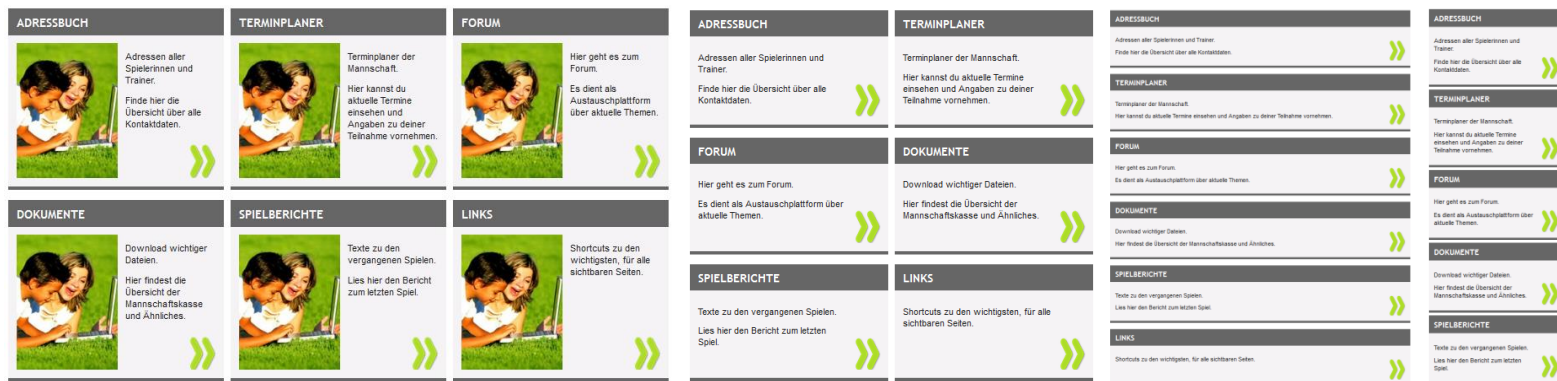 ADRESSBUCH
Adressen aller
Spielerinnen und
Trainer.
Finde hier die
Übersicht über alle
Kontaktdaten.
TERMINPLANER
Terminplaner der
Mannschaft.
Hier kannst du
aktuelle Termine
einsehen und
Angaben zu deiner
Teilnahme vornehmen.
FORUM
Hier geht es zum
Forum.
Es dient als
Austauschplattform
über aktuelle Themen.
DOKUMENTE
Download wichtiger
Dateien.
Hier findest die
Übersicht der
Mannschaftskasse
und Ähnliches.
SPIELBERICHTE
Texte zu den
vergangenen Spielen.
Lies hier den Bericht
zum letzten Spiel.
LINKS
Shortcuts zu den
wichtigsten, für alle
sichtbaren Seiten.
ADRESSBUCH
Adressen aller Spielerinnen und
Trainer.
Finde hier die Übersicht über alle
Kontaktdaten.
TERMINPLANER
Terminplaner der Mannschaft.
Hier kannst du aktuelle Termine
einsehen und Angaben zu deiner
Teilnahme vornehmen.
FORUM
Hier geht es zum Forum.
Es dient als Austauschplattform über
aktuelle Themen.
DOKUMENTE
Download wichtiger Dateien.
Hier findest die Übersicht der
Mannschaftskasse und Ähnliches.
SPIELBERICHTE
Texte zu den vergangenen Spielen.
Lies hier den Bericht zum letzten
Spiel.
LINKS
Shortcuts zu den wichtigsten, für alle
sichtbaren Seiten.
ADRESSBUCH
Adressen aller Spielerinnen und Trainer.
Finde hier die Übersicht über alle Kontaktdaten.
TERMINPLANER
Terminplaner der Mannschaft.
Hier kannst du aktuelle Termine einsehen und Angaben zu deiner Teilnahme vornehmen.
FORUM
Hier geht es zum Forum.
Es dient als Austauschplattform über aktuelle Themen.
DOKUMENTE
Download wichtiger Dateien.
Hier findest die Übersicht der Mannschaftskasse und Ähnliches.
SPIELBERICHTE
Texte zu den vergangenen Spielen.
Lies hier den Bericht zum letzten Spiel.
LINKS
Shortcuts zu den wichtigsten, für alle sichtbaren Seiten.
ADRESSBUCH
Adressen aller Spielerinnen und
Trainer.
Finde hier die Übersicht über alle
Kontaktdaten.
TERMINPLANER
Terminplaner der Mannschaft.
Hier kannst du aktuelle Termine
einsehen und Angaben zu deiner
Teilnahme vornehmen.
FORUM
Hier geht es zum Forum.
Es dient als Austauschplattform über
aktuelle Themen.
DOKUMENTE
Download wichtiger Dateien.
Hier findest die Übersicht der
Mannschaftskasse und Ähnliches.
SPIELBERICHTE
Texte zu den vergangenen Spielen.
Lies hier den Bericht zum letzten
Spiel.